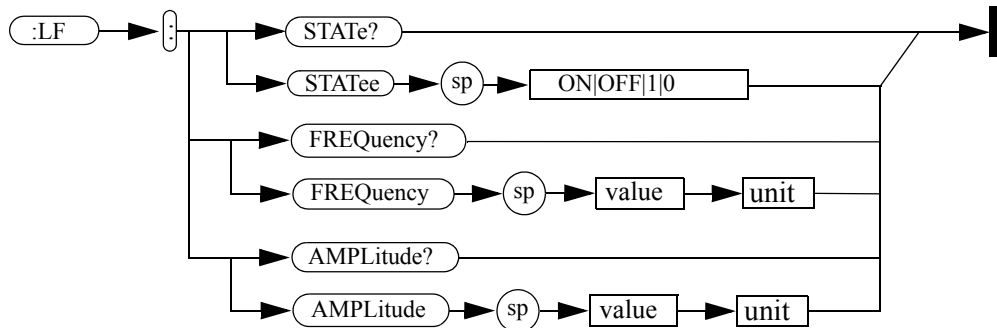 :LF : STATe?
STATee sp ON|OFF|1|0
FREQuency?
FREQuency sp value unit
AMPLitude?
AMPLitude sp value unit